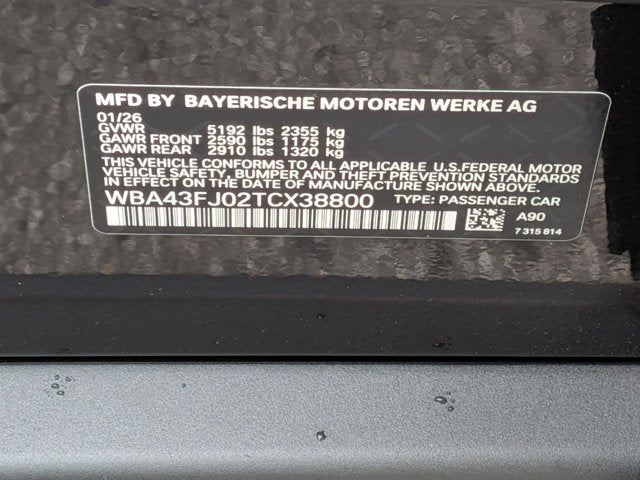 MFD BY BAYERISCHE MOTOREN WERKE AG
01/26
GVWR 5192 lbs 2355 kg
GAWR FRONT 2590 lbs 1175 kg
GAWR REAR 2910 lbs 1320 kg
THIS VEHICLE CONFORMS TO ALL APPLICABLE U.S.FEDERAL MOTOR
VEHICLE SAFETY, BUMPER AND THEFT PREVENTION STANDARDS
IN EFFECT ON THE DATE OF MANUFACTURE SHOWN ABOVE.
WBA43FJ02TCX38800 TYPE: PASSENGER CAR
A90
7 315 814